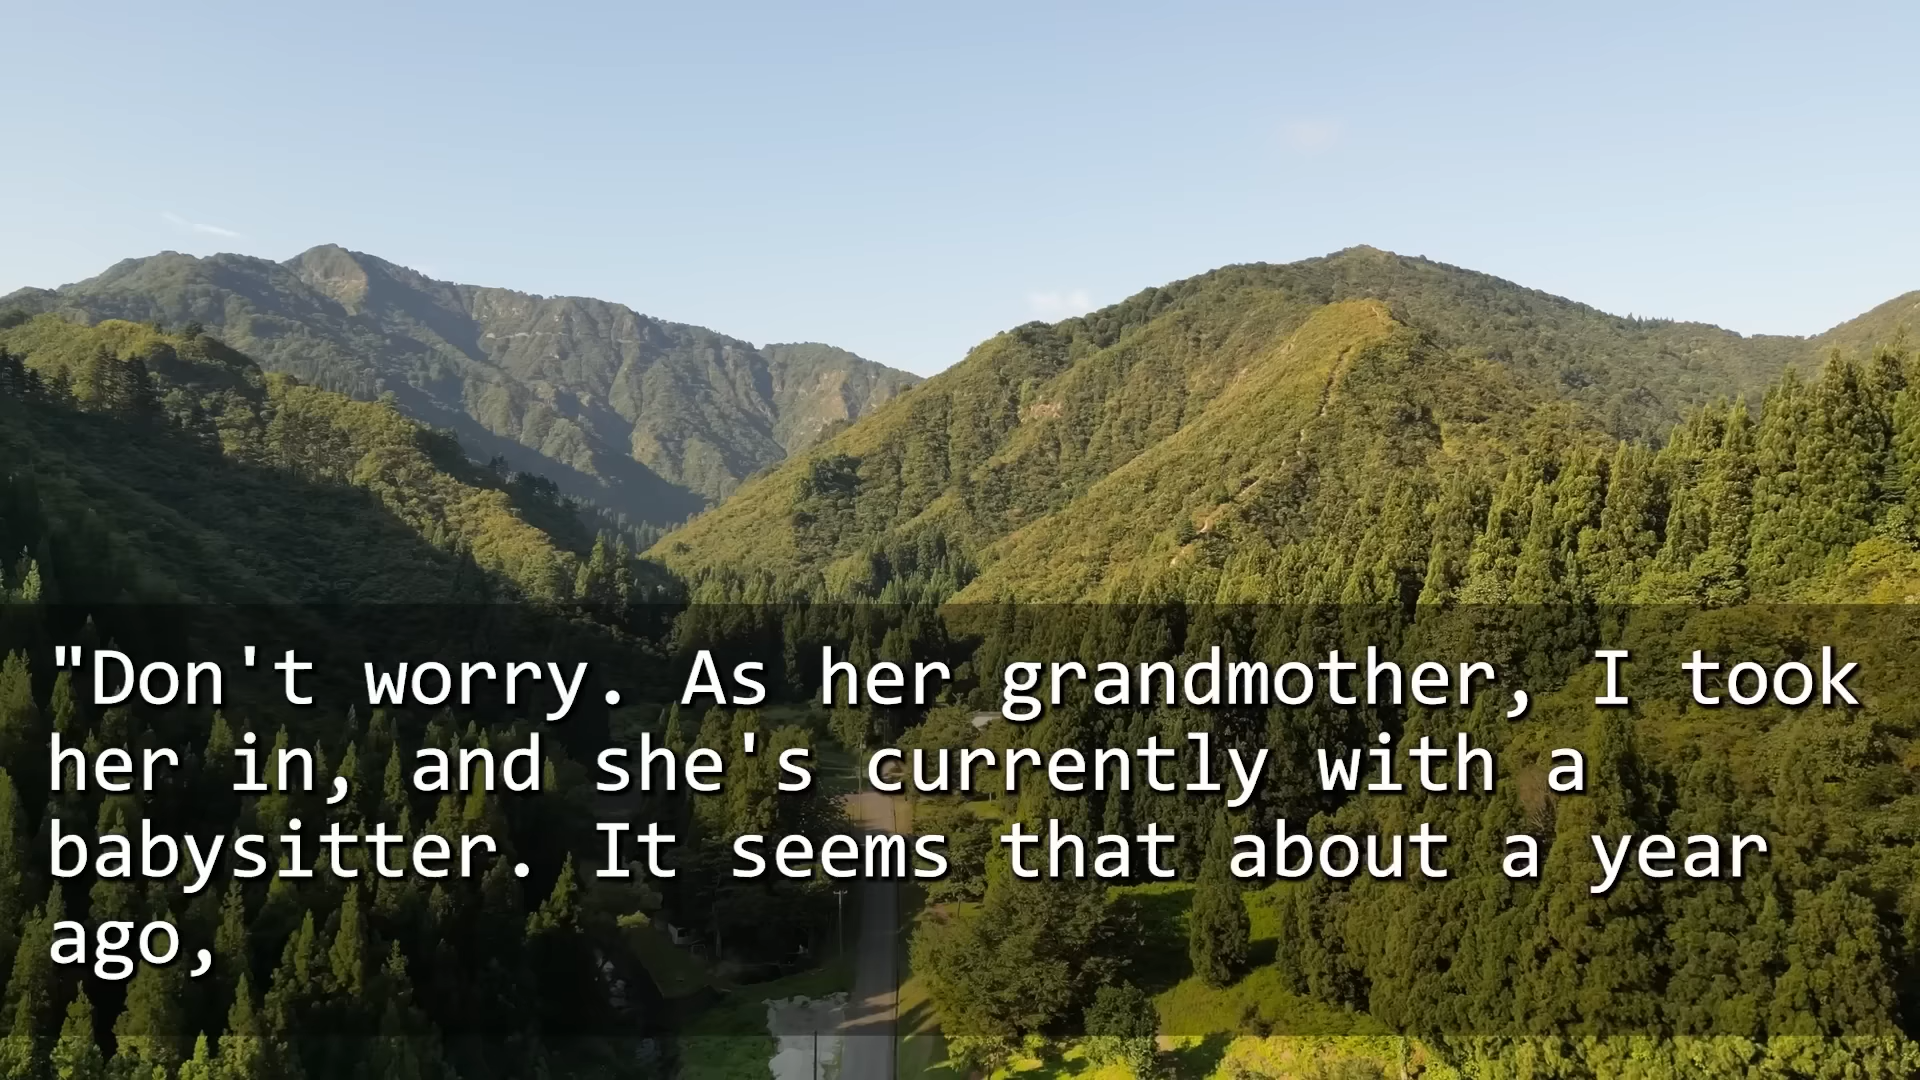 "Don't worry. As her grandmother, I took
her in, and she's currently with a
babysitter. It seems that about a year
ago,